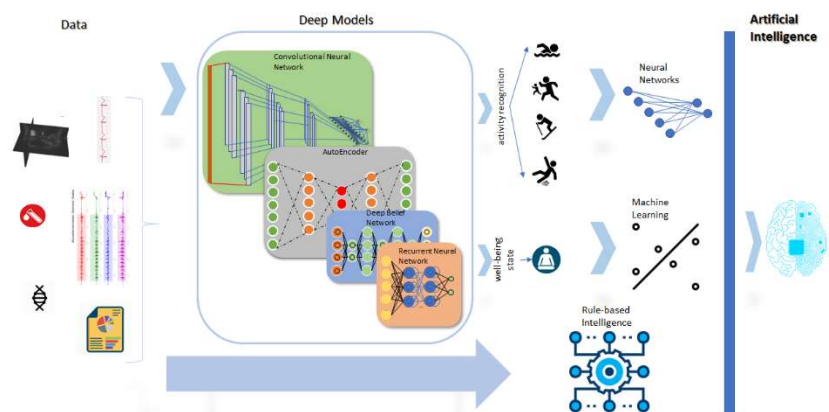 Data
Deep Models
Artificial
Intelligence
Convolutional Neural
Network
AutoEncoder
Deep Belief
Network
Recurrent Neural
Network
activity recognition
well-being
state
Neural
Networks
Machine
Learning
Rule-based
Intelligence